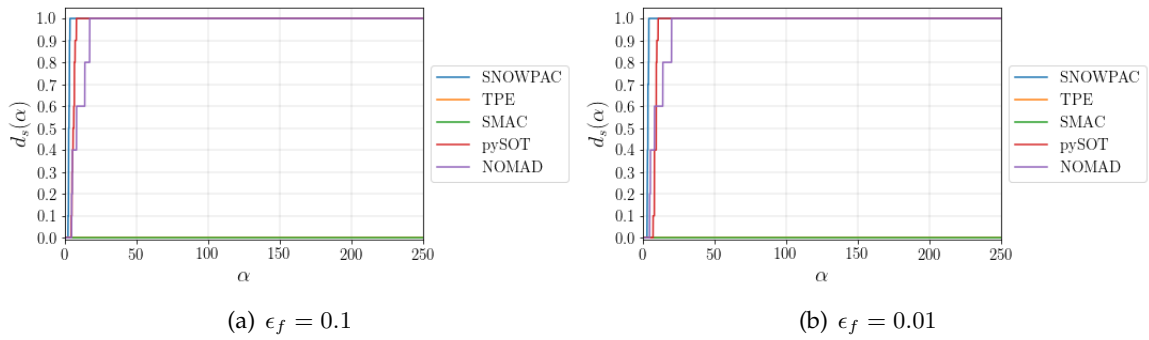 1.0
0.9
0.8
0.7
0.6
0.5
0.4
0.3
0.2
0.1
0.0
d_s(α)
0 50 100 150 200 250
α
SNOWPAC
TPE
SMAC
pySOT
NOMAD
(a) ϵ_f = 0.1
1.0
0.9
0.8
0.7
0.6
0.5
0.4
0.3
0.2
0.1
0.0
d_s(α)
0 50 100 150 200 250
α
SNOWPAC
TPE
SMAC
pySOT
NOMAD
(b) ϵ_f = 0.01